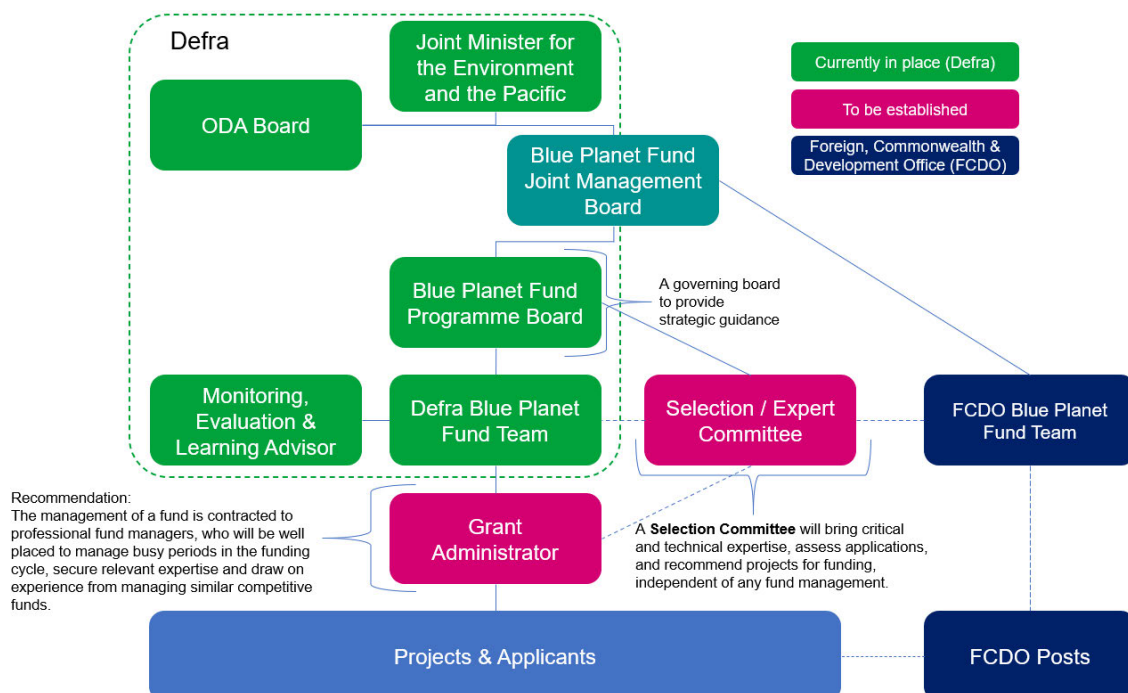 Defra
Joint Minister for
the Environment
and the Pacific
Currently in place (Defra)
To be established
Foreign, Commonwealth &
Development Office (FCDO)
ODA Board
Blue Planet Fund
Joint Management
Board
Blue Planet Fund
Programme Board
A governing board
to provide
strategic guidance
Monitoring,
Evaluation &
Learning Advisor
Defra Blue Planet
Fund Team
Selection / Expert
Committee
FCDO Blue Planet
Fund Team
Recommendation:
The management of a fund is contracted to
professional fund managers, who will be well
placed to manage busy periods in the funding
cycle, secure relevant expertise and draw on
experience from managing similar competitive
funds.
Grant
Administrator
A Selection Committee will bring critical
and technical expertise, assess applications,
and recommend projects for funding,
independent of any fund management.
Projects & Applicants
FCDO Posts